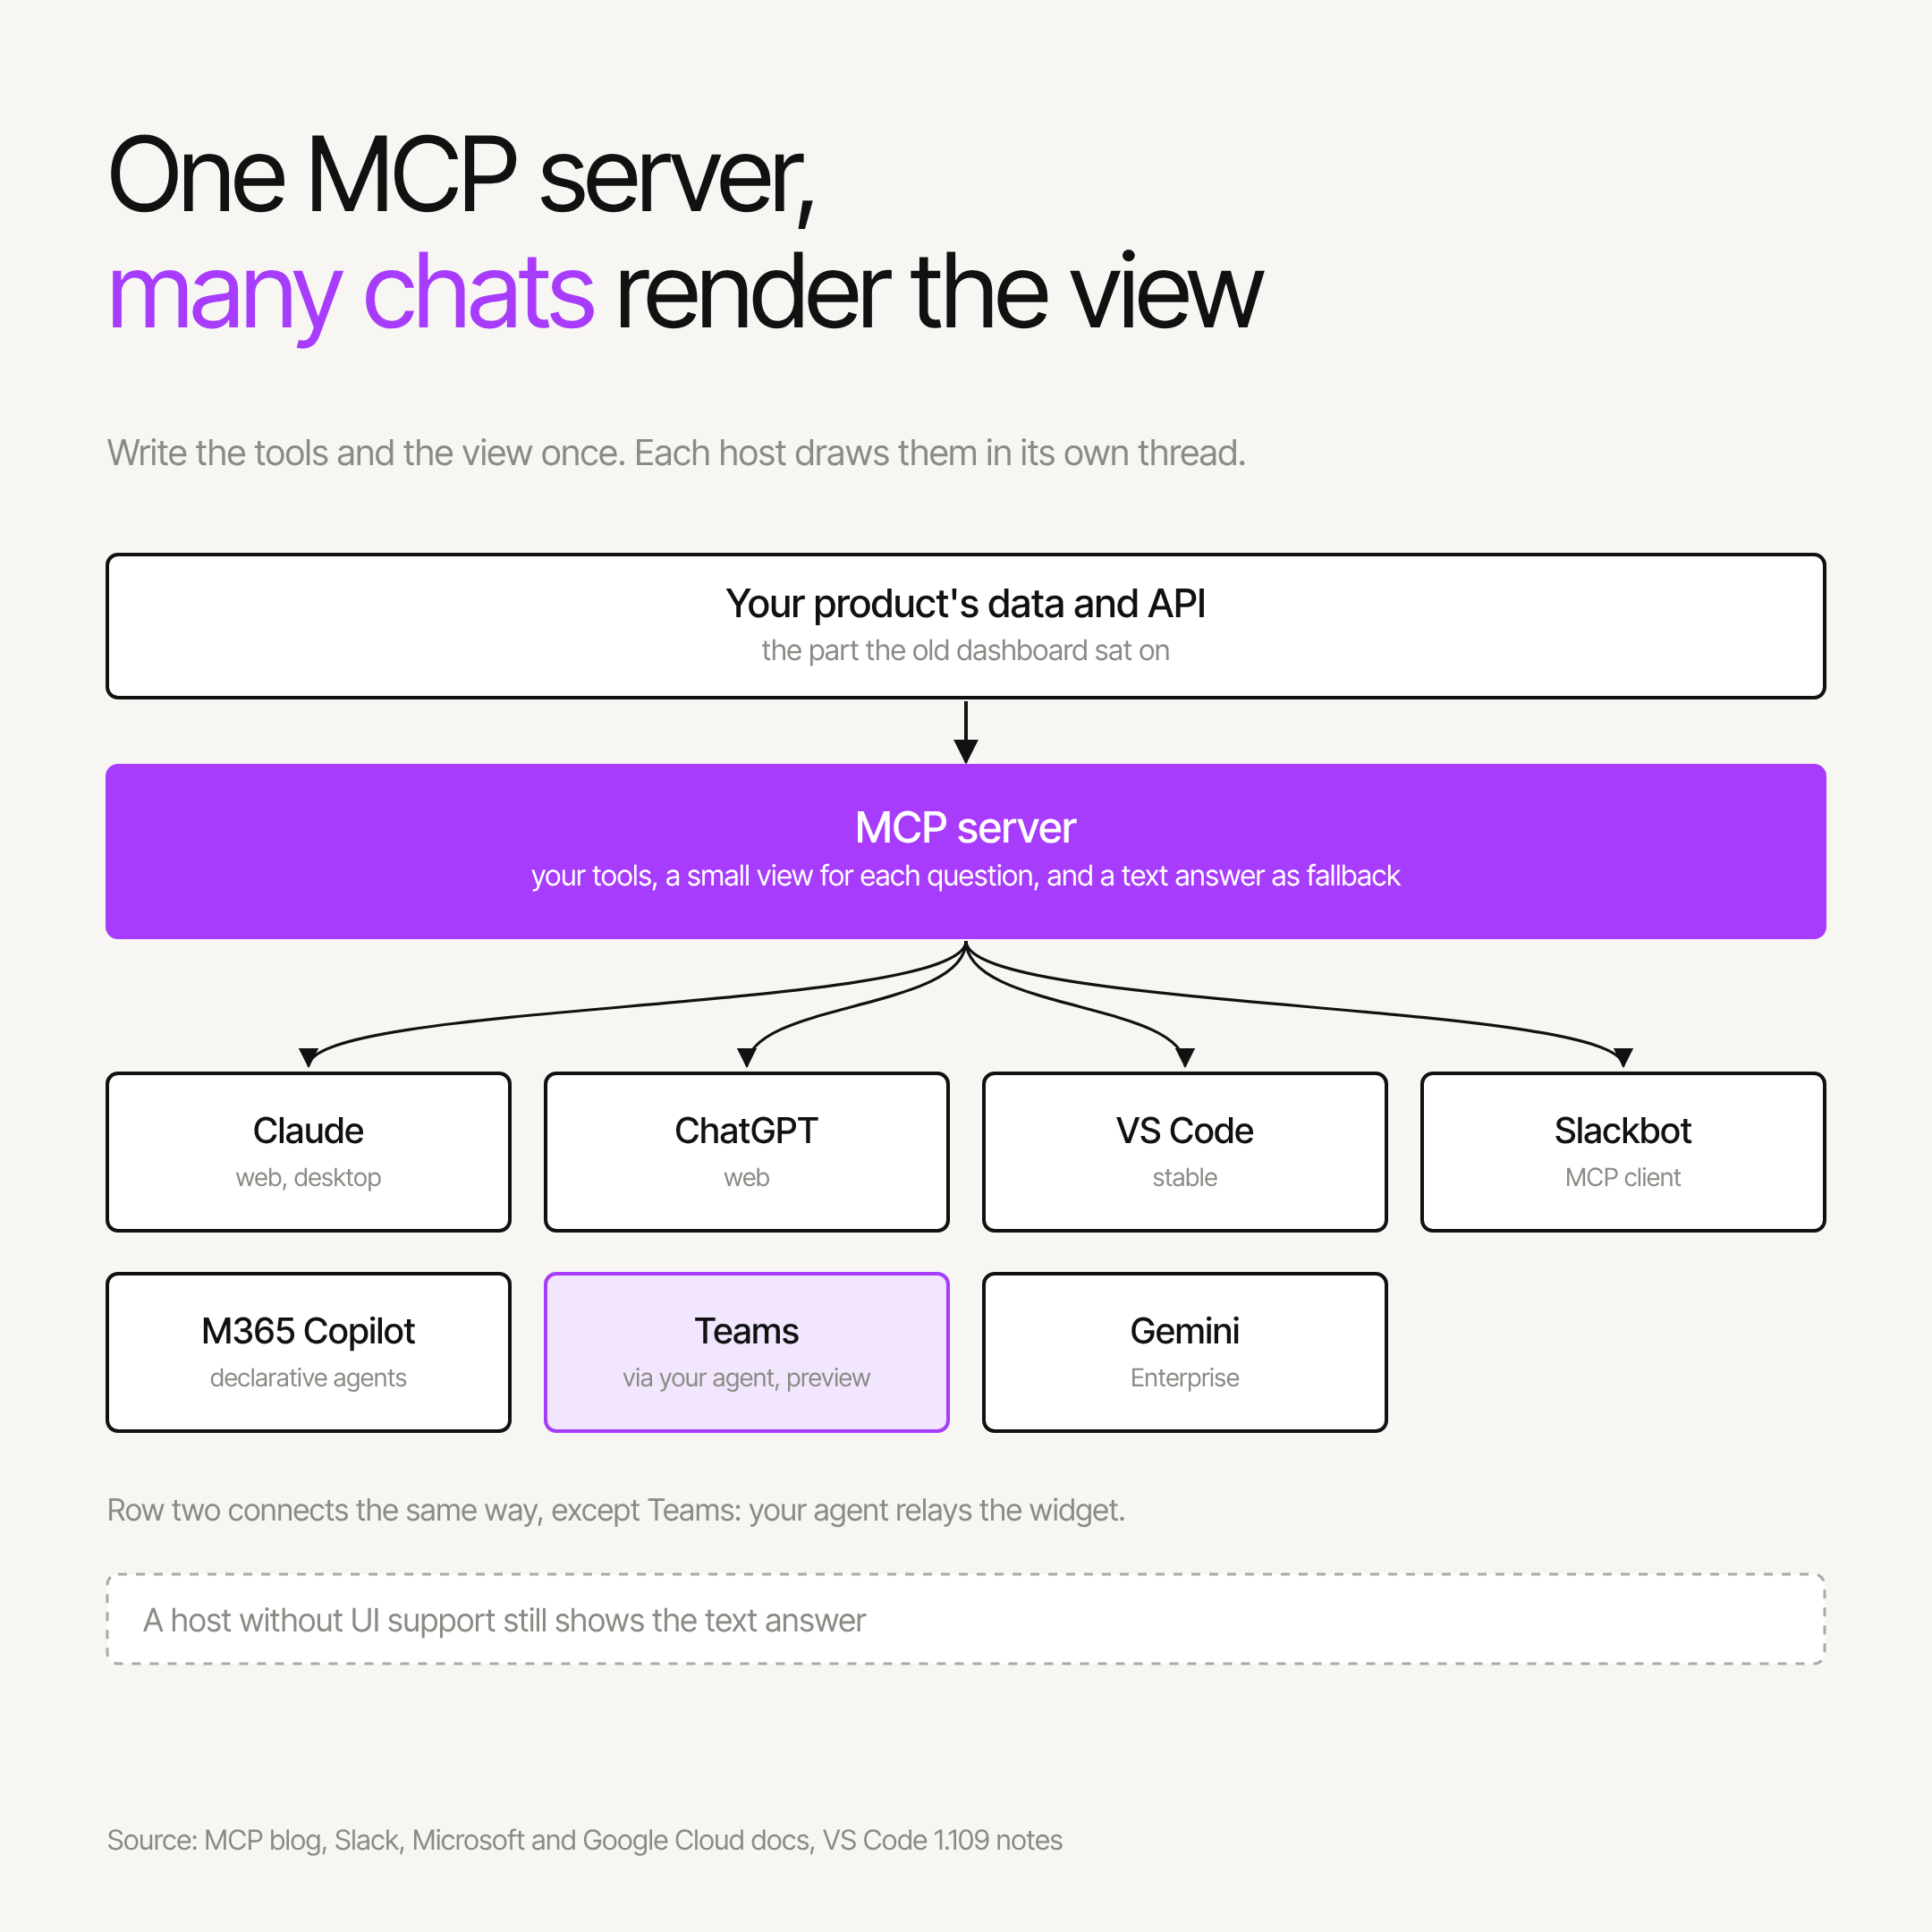 One MCP server,
many chats render the view
Write the tools and the view once. Each host draws them in its own thread.
Your product's data and API
the part the old dashboard sat on
MCP server
your tools, a small view for each question, and a text answer as fallback
Claude
web, desktop
ChatGPT
web
VS Code
stable
Slackbot
MCP client
M365 Copilot
declarative agents
Teams
via your agent, preview
Gemini
Enterprise
Row two connects the same way, except Teams: your agent relays the widget.
A host without UI support still shows the text answer
Source: MCP blog, Slack, Microsoft and Google Cloud docs, VS Code 1.109 notes